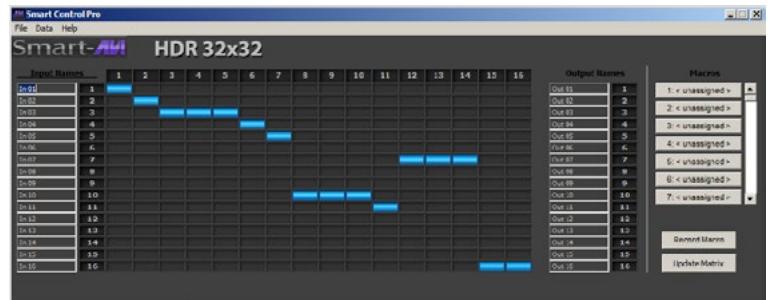 Smart Control Pro
File Data Help
Smart-AVI HDR 32x32
Input Names 1 2 3 4 5 6 7 8 9 10 11 12 13 14 15 16 Output Names Macros
In 01 1 Out 01 1 1: < unassigned >
In 02 2 Out 02 2 2: < unassigned >
In 03 3 Out 03 3 3: < unassigned >
In 04 4 Out 04 4 4: < unassigned >
In 05 5 Out 05 5 5: < unassigned >
In 06 6 Out 06 6 6: < unassigned >
In 07 7 Out 07 7 7: < unassigned >
In 08 8 Out 08 8
In 09 9 Out 09 9
In 10 10 Out 10 10
In 11 11 Out 11 11
In 12 12 Out 12 12
In 13 13 Out 13 13
In 14 14 Out 14 14
In 15 15 Out 15 15
In 16 16 Out 16 16
Record Macro
Update Matrix